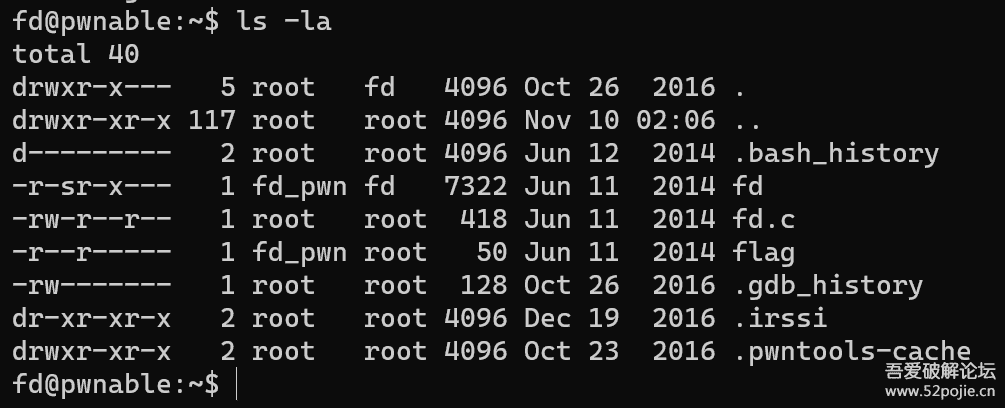 fd@pwnable:~$ ls -la
total 40
drwxr-x---   5 root   fd   4096 Oct 26  2016 .
drwxr-xr-x 117 root   root 4096 Nov 10 02:06 ..
d---------   2 root   root 4096 Jun 12  2014 .bash_history
-r-sr-x---   1 fd_pwn fd   7322 Jun 11  2014 fd
-rw-r--r--   1 root   root  418 Jun 11  2014 fd.c
-r--r-----   1 fd_pwn root   50 Jun 11  2014 flag
-rw-------   1 root   root  128 Oct 26  2016 .gdb_history
dr-xr-xr-x   2 root   root 4096 Dec 19  2016 .irssi
drwxr-xr-x   2 root   root 4096 Oct 23  2016 .pwntools-cache
fd@pwnable:~$
吾爱破解论坛
www.52pojie.cn